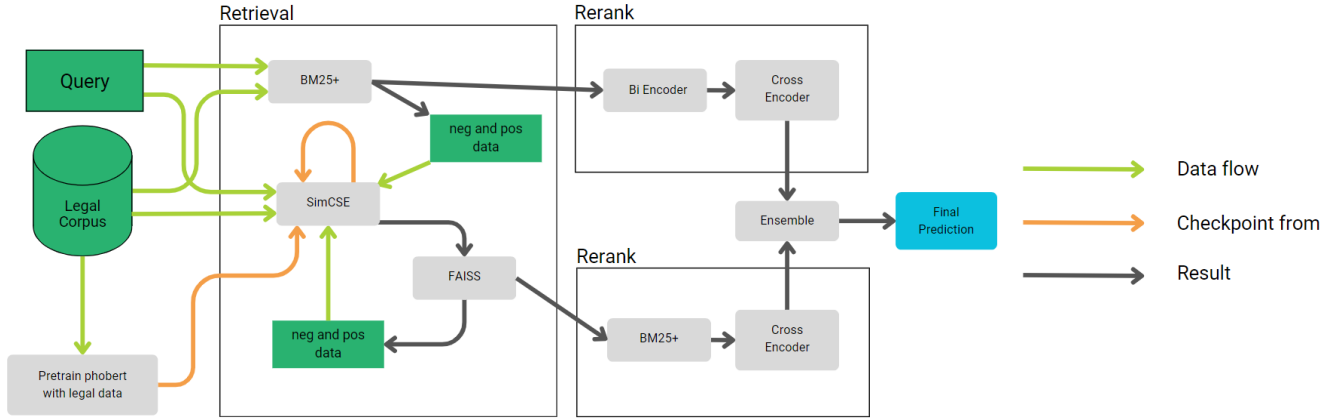 Retrieval
Rerank
Query
BM25+
Bi Encoder
Cross
Encoder
neg and pos
data
Legal
Corpus
SimCSE
Data flow
Ensemble
Final
Prediction
Checkpoint from
Rerank
FAISS
Result
neg and pos
data
BM25+
Cross
Encoder
Pretrain phobert
with legal data